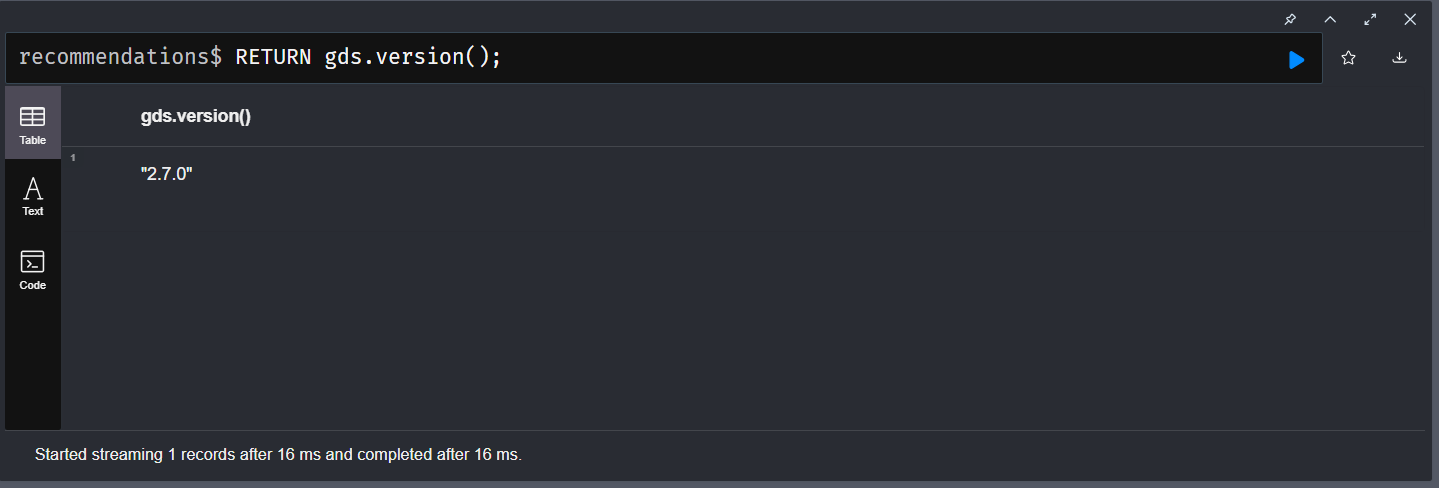 recommendations$ RETURN gds.version();
Table
gds.version()
1
"2.7.0"
Text
Code
Started streaming 1 records after 16 ms and completed after 16 ms.